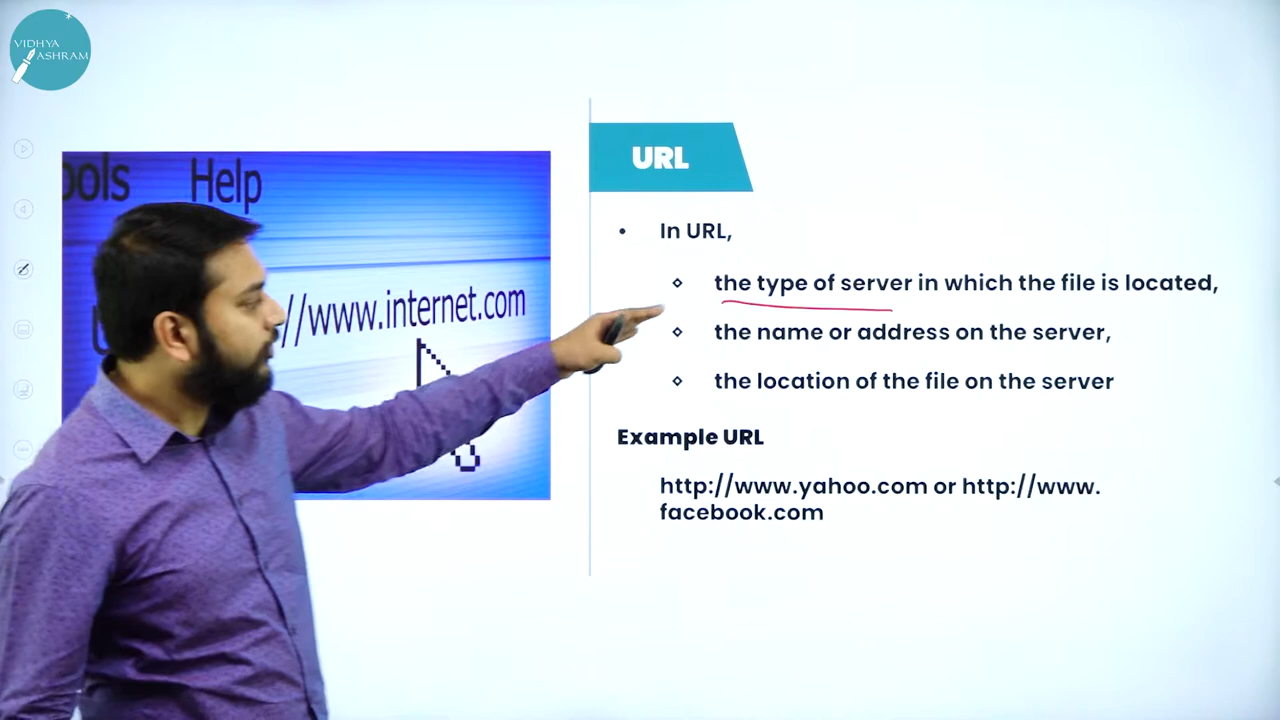 VIDHYA
ASHRAM
Help
//www.internet.com
URL
• In URL,
the type of server in which the file is located,
the name or address on the server,
the location of the file on the server
Example URL
http://www.yahoo.com or http://www.
facebook.com